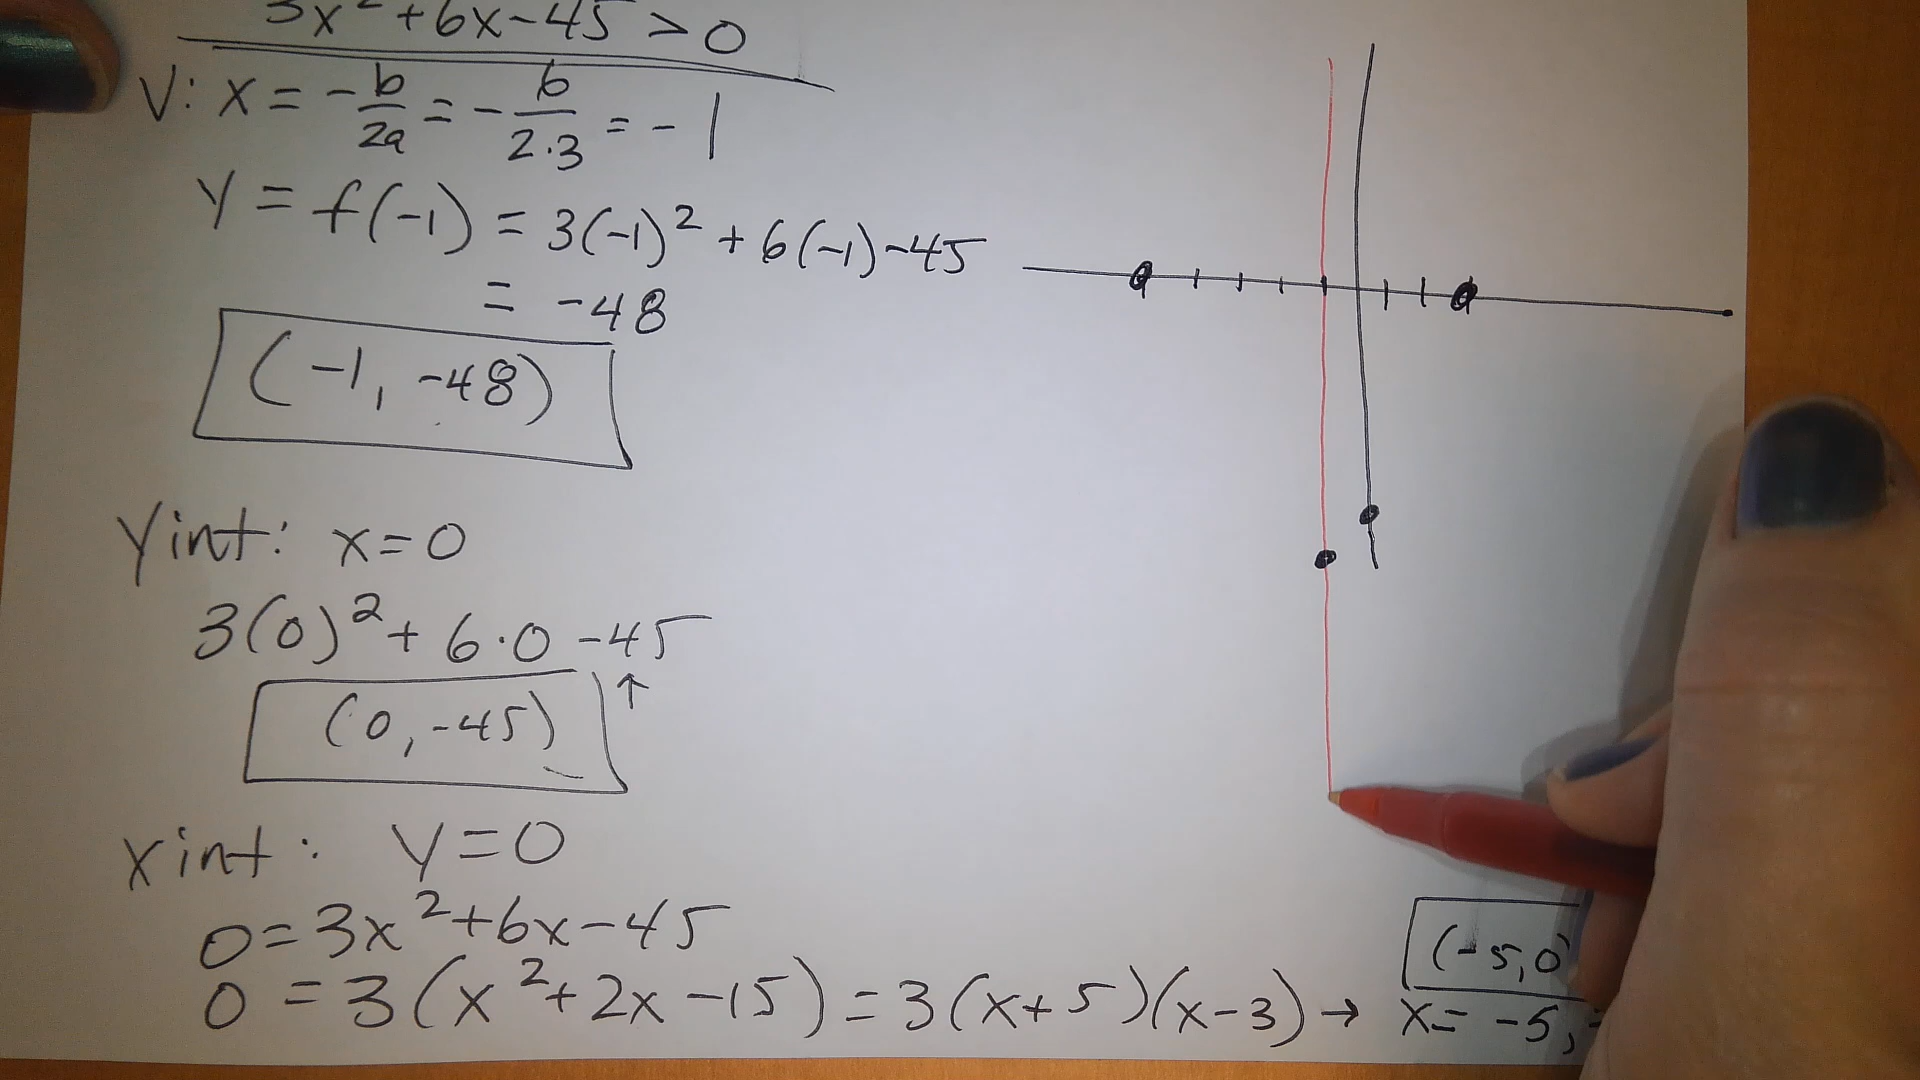 3x² + 6x - 45 > 0
V: x = -b/2a = -6/2·3 = -1
y = f(-1) = 3(-1)² + 6(-1) - 45
= -48
(-1, -48)
Yint: x = 0
3(0)² + 6·0 - 45
(0, -45) ↑
Xint: y = 0
0 = 3x² + 6x - 45
(-5, 0)
0 = 3(x² + 2x - 15) = 3(x + 5)(x - 3) → x = -5,